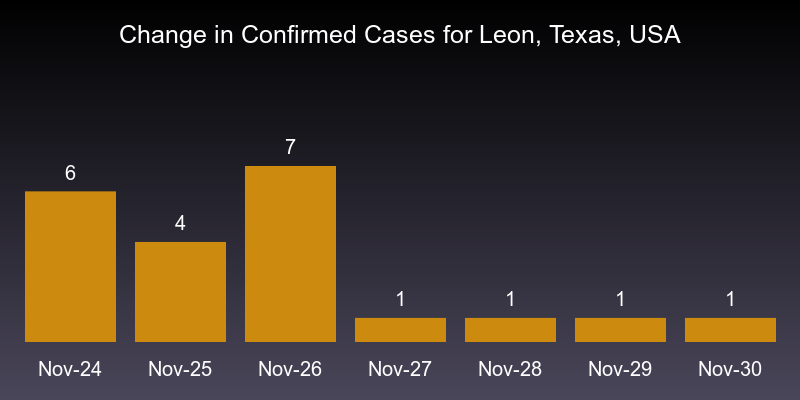 Change in Confirmed Cases for Leon, Texas, USA
6
4
7
1
1
1
1
Nov-24
Nov-25
Nov-26
Nov-27
Nov-28
Nov-29
Nov-30